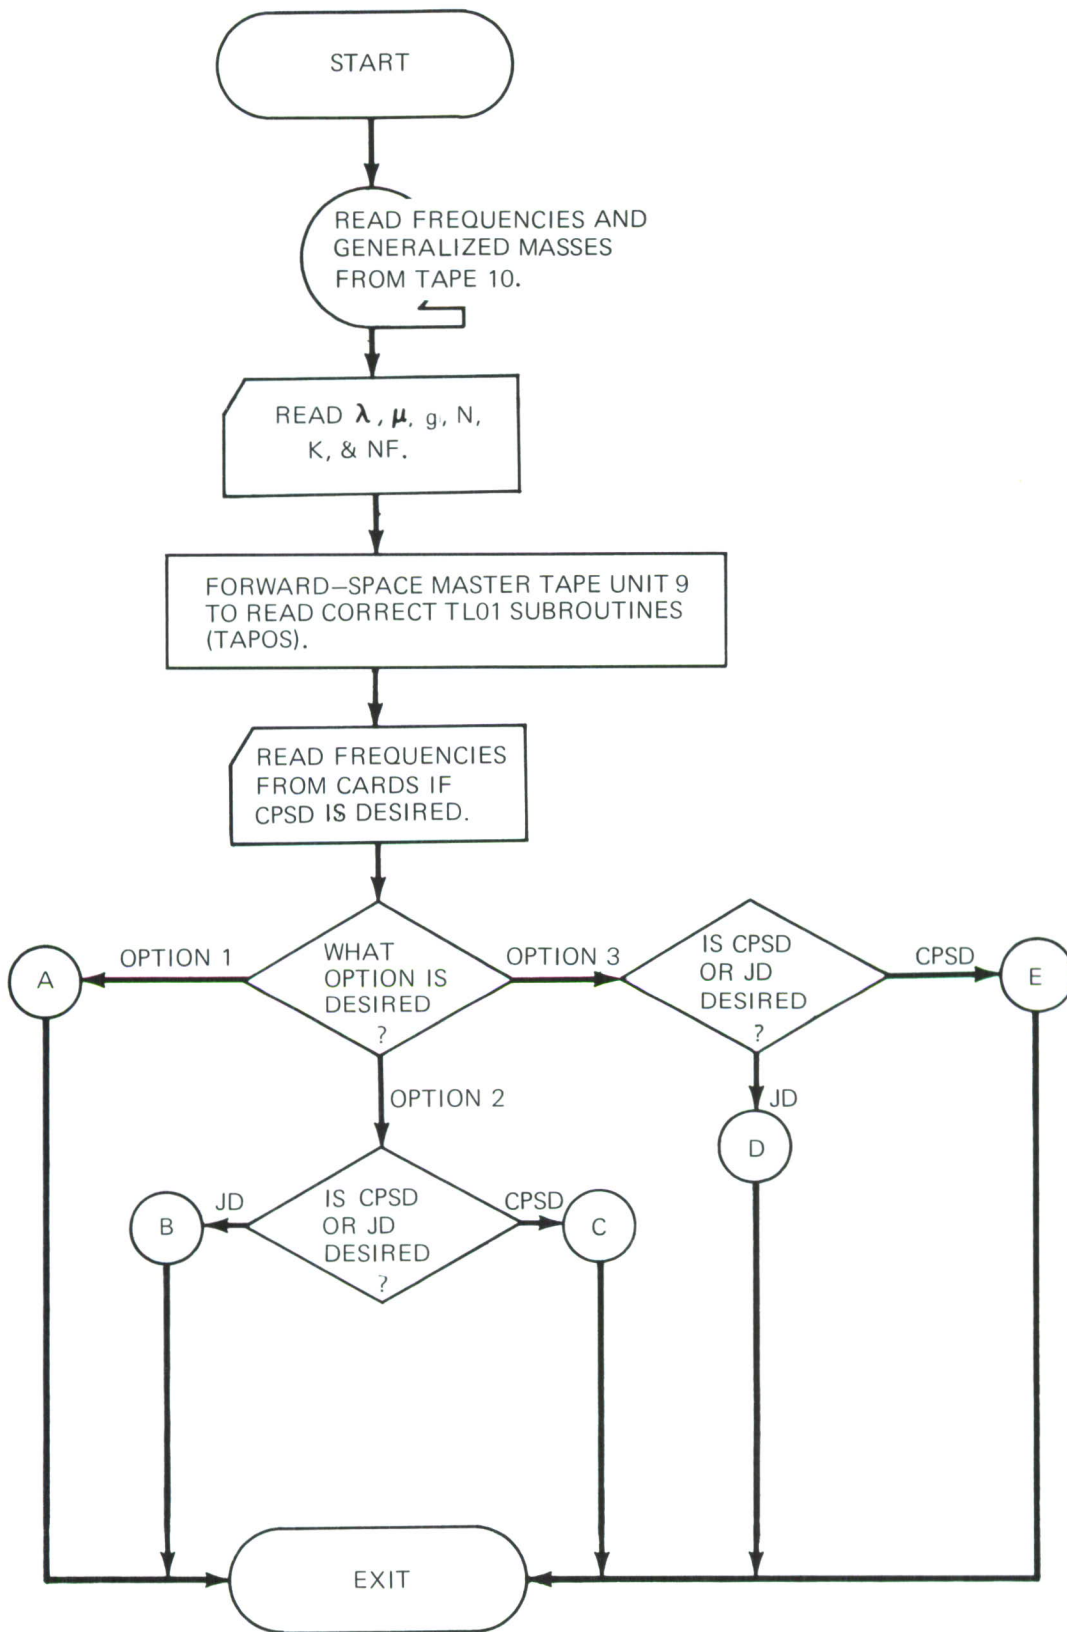 START
READ FREQUENCIES AND
GENERALIZED MASSES
FROM TAPE 10.
READ λ, μ, g, N,
K, & NF.
FORWARD–SPACE MASTER TAPE UNIT 9
TO READ CORRECT TL01 SUBROUTINES
(TAPOS).
READ FREQUENCIES
FROM CARDS IF
CPSD IS DESIRED.
A
OPTION 1
WHAT
OPTION IS
DESIRED
?
OPTION 3
IS CPSD
OR JD
DESIRED
?
CPSD
E
OPTION 2
JD
D
B
JD
IS CPSD
OR JD
DESIRED
?
CPSD
C
EXIT